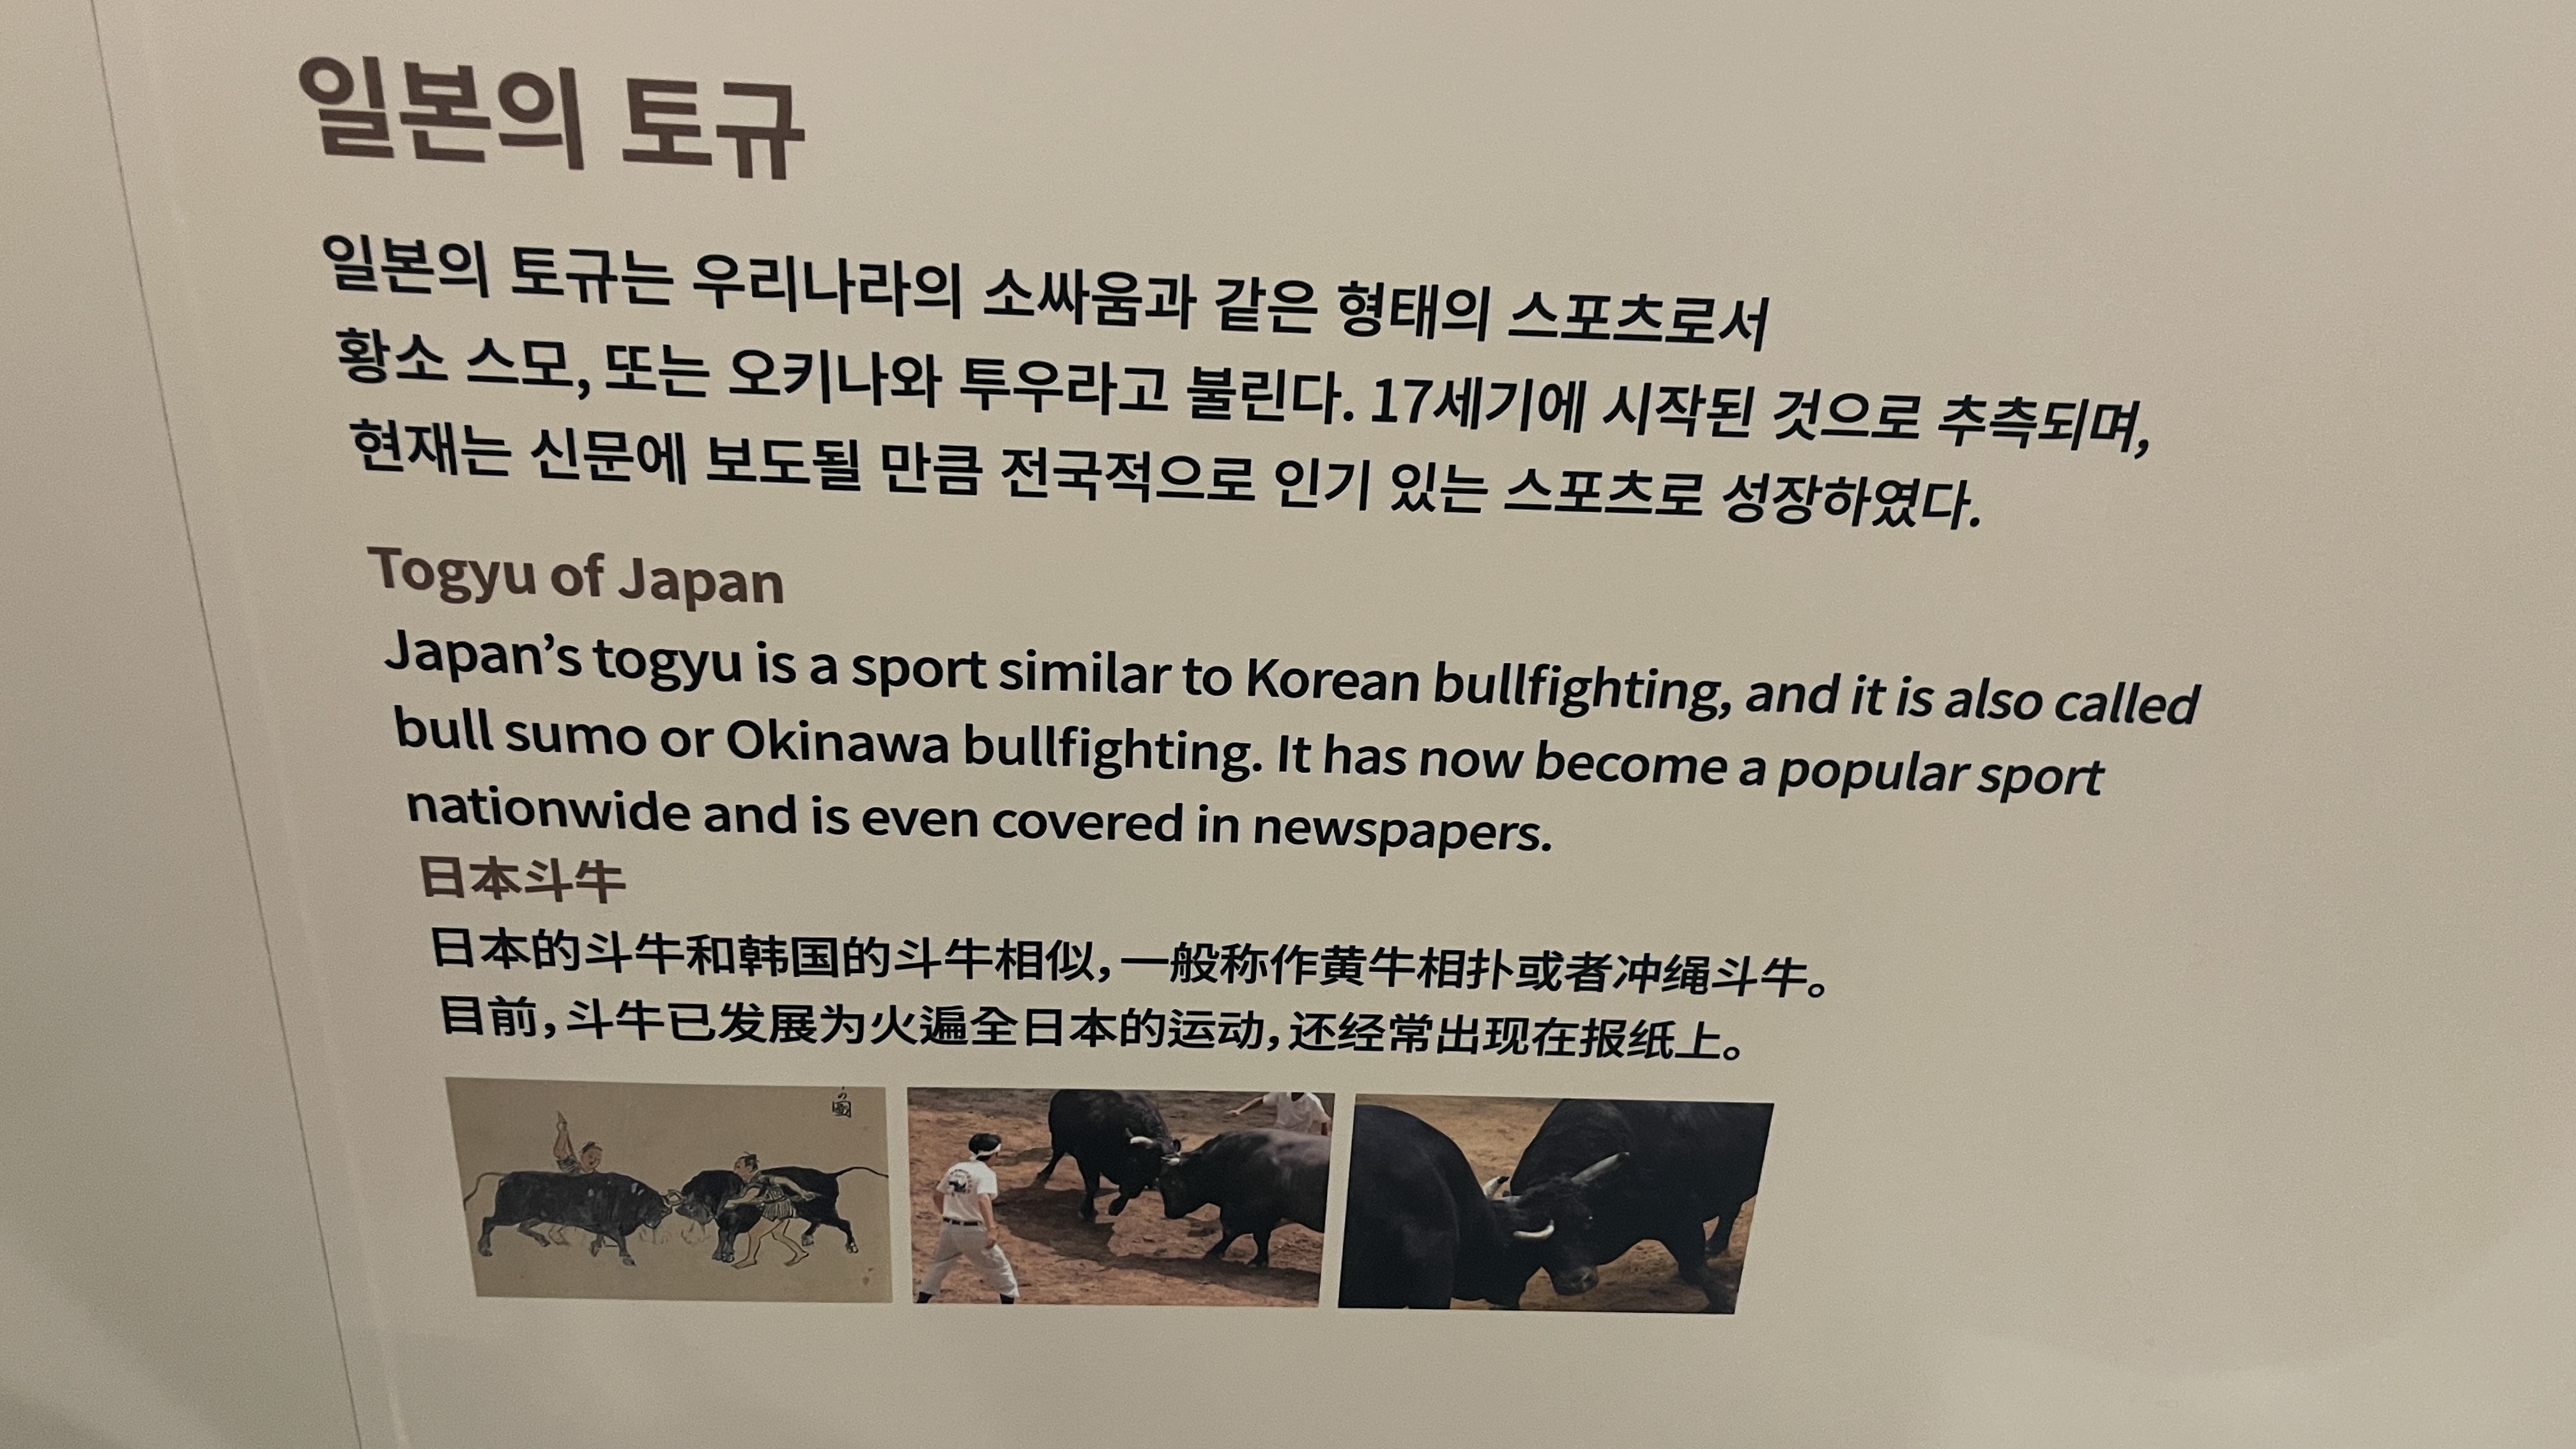 일본의 토규
일본의 토규는 우리나라의 소싸움과 같은 형태의 스포츠로서
황소 스모, 또는 오키나와 투우라고 불린다. 17세기에 시작된 것으로 추측되며,
현재는 신문에 보도될 만큼 전국적으로 인기 있는 스포츠로 성장하였다.
Togyu of Japan
Japan’s togyu is a sport similar to Korean bullfighting, and it is also called
bull sumo or Okinawa bullfighting. It has now become a popular sport
nationwide and is even covered in newspapers.
日本斗牛
日本的斗牛和韩国的斗牛相似，一般称作黄牛相扑或者冲绳斗牛。
目前，斗牛已发展为火遍全日本的运动，还经常出现在报纸上。
の圖